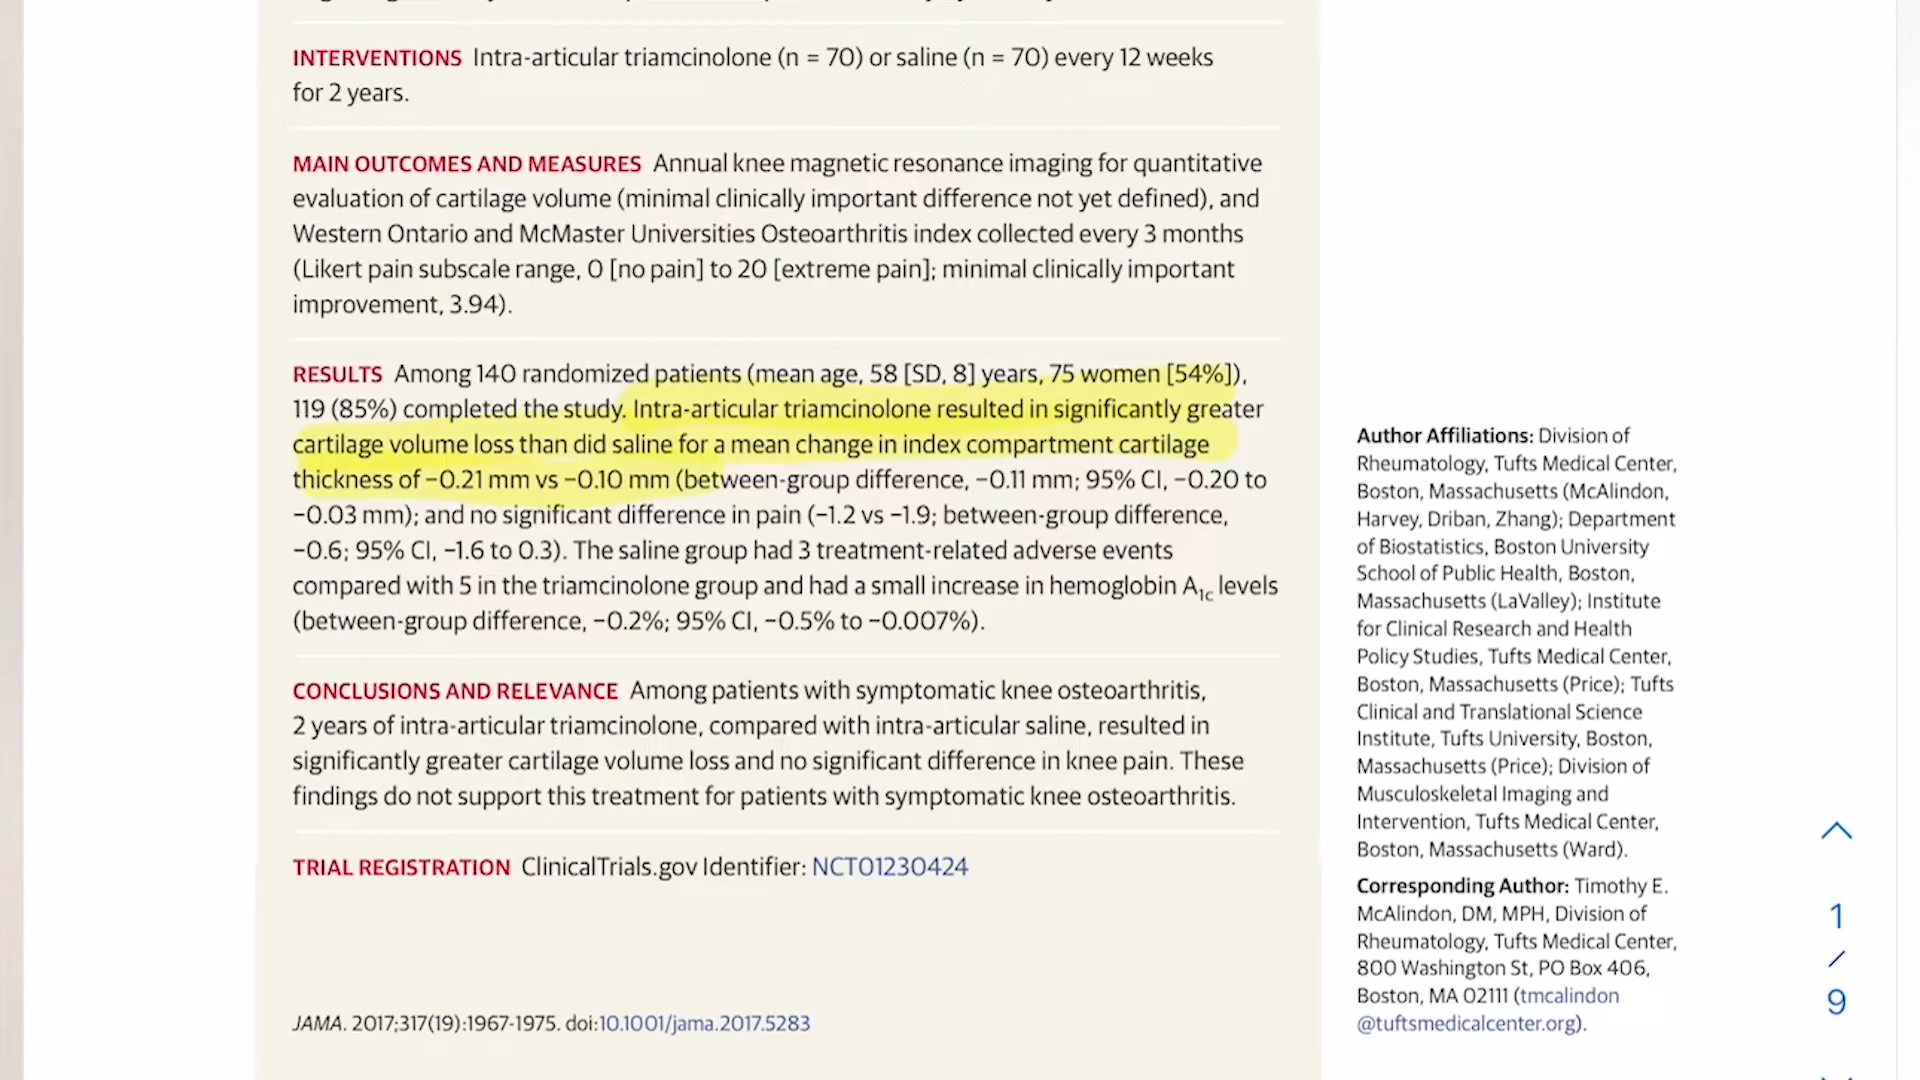 INTERVENTIONS Intra-articular triamcinolone (n = 70) or saline (n = 70) every 12 weeks
for 2 years.
MAIN OUTCOMES AND MEASURES Annual knee magnetic resonance imaging for quantitative
evaluation of cartilage volume (minimal clinically important difference not yet defined), and
Western Ontario and McMaster Universities Osteoarthritis index collected every 3 months
(Likert pain subscale range, 0 [no pain] to 20 [extreme pain]; minimal clinically important
improvement, 3.94).
RESULTS Among 140 randomized patients (mean age, 58 [SD, 8] years, 75 women [54%]),
119 (85%) completed the study. Intra-articular triamcinolone resulted in significantly greater
cartilage volume loss than did saline for a mean change in index compartment cartilage
thickness of −0.21 mm vs −0.10 mm (between-group difference, −0.11 mm; 95% CI, −0.20 to
−0.03 mm); and no significant difference in pain (−1.2 vs −1.9; between-group difference,
−0.6; 95% CI, −1.6 to 0.3). The saline group had 3 treatment-related adverse events
compared with 5 in the triamcinolone group and had a small increase in hemoglobin A1c levels
(between-group difference, −0.2%; 95% CI, −0.5% to −0.007%).
CONCLUSIONS AND RELEVANCE Among patients with symptomatic knee osteoarthritis,
2 years of intra-articular triamcinolone, compared with intra-articular saline, resulted in
significantly greater cartilage volume loss and no significant difference in knee pain. These
findings do not support this treatment for patients with symptomatic knee osteoarthritis.
TRIAL REGISTRATION ClinicalTrials.gov Identifier: NCT01230424
JAMA. 2017;317(19):1967-1975. doi:10.1001/jama.2017.5283
Author Affiliations: Division of
Rheumatology, Tufts Medical Center,
Boston, Massachusetts (McAlindon,
Harvey, Driban, Zhang); Department
of Biostatistics, Boston University
School of Public Health, Boston,
Massachusetts (LaValley); Institute
for Clinical Research and Health
Policy Studies, Tufts Medical Center,
Boston, Massachusetts (Price); Tufts
Clinical and Translational Science
Institute, Tufts University, Boston,
Massachusetts (Price); Division of
Musculoskeletal Imaging and
Intervention, Tufts Medical Center,
Boston, Massachusetts (Ward).
Corresponding Author: Timothy E.
McAlindon, DM, MPH, Division of
Rheumatology, Tufts Medical Center,
800 Washington St, PO Box 406,
Boston, MA 02111 (tmcalindon
@tuftsmedicalcenter.org).
1
/
9